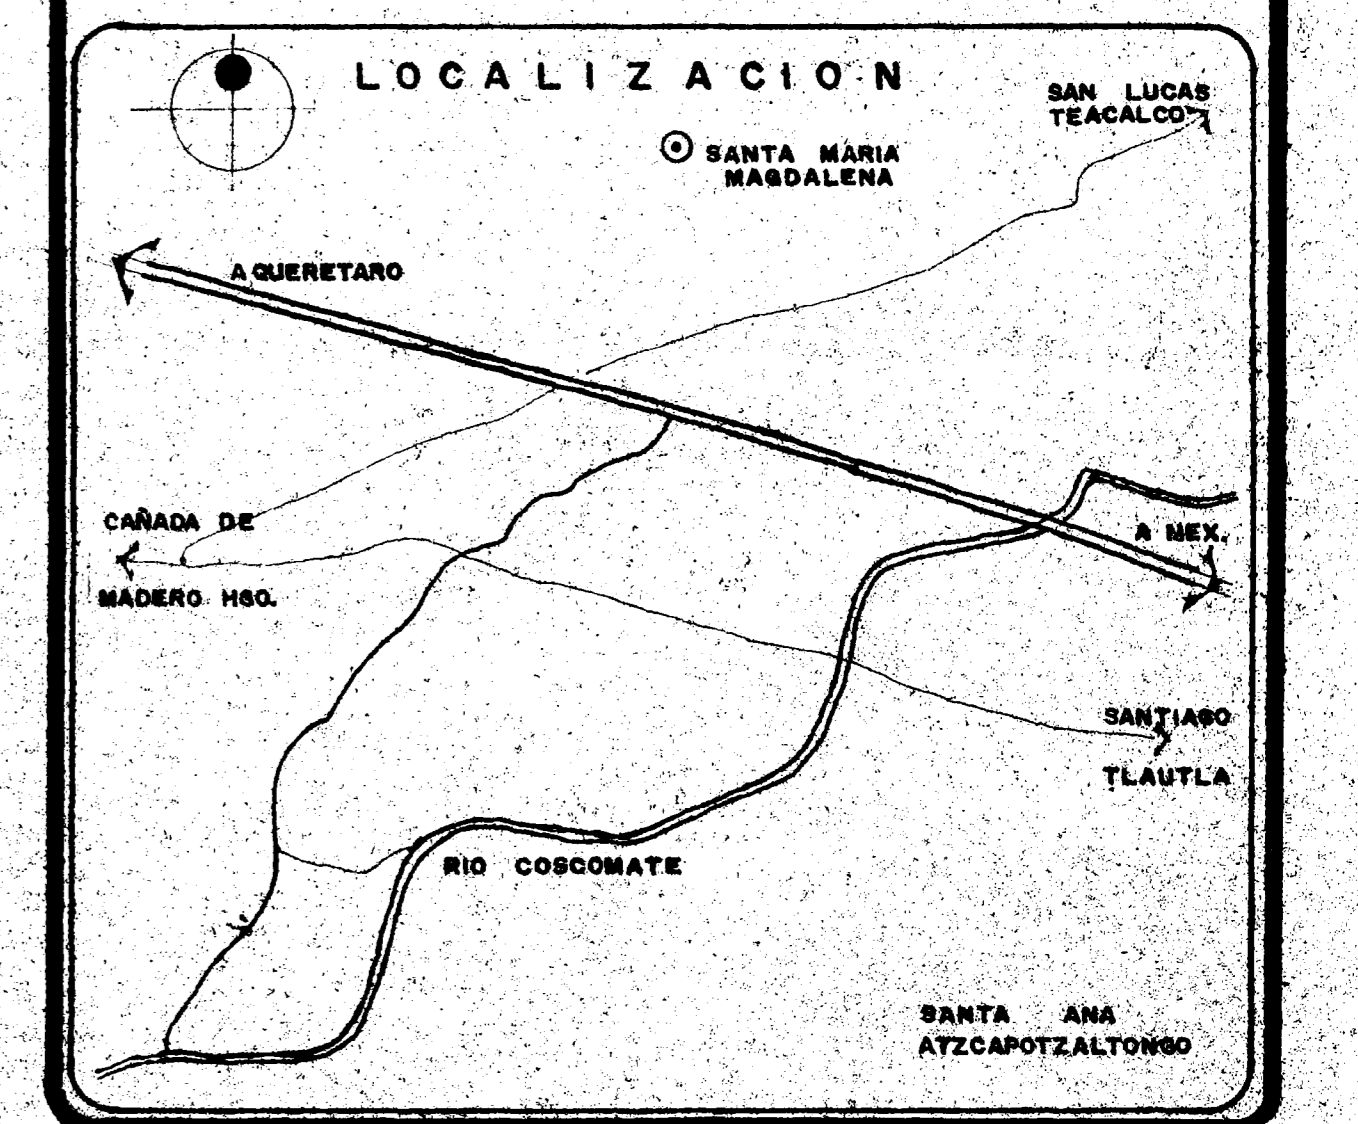 LOCALIZACION
SAN LUCAS
TEACALCO
SANTA MARIA
MAGDALENA
A QUERETARO
CAÑADA DE
MADERO HGO.
A MEX.
SANTIAGO
TLAUTLA
RIO COSCOMATE
SANTA ANA
ATZCAPOTZALTONGO